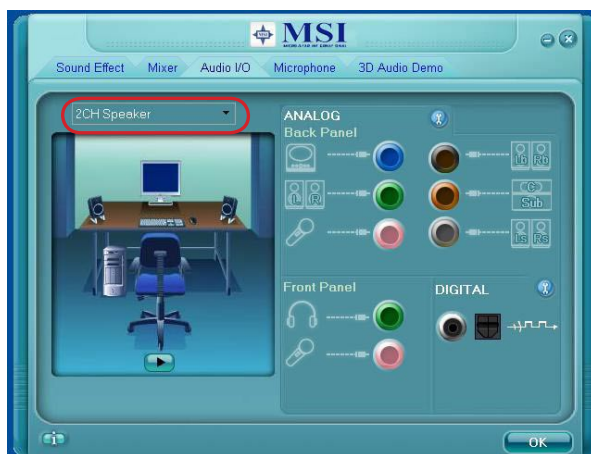 MSI
Sound Effect
Mixer
Audio I/O
Microphone
3D Audio Demo
2CH Speaker
ANALOG
Back Panel
L R
Lb Rb
C
Sub
Ls Rs
Front Panel
DIGITAL
i
OK